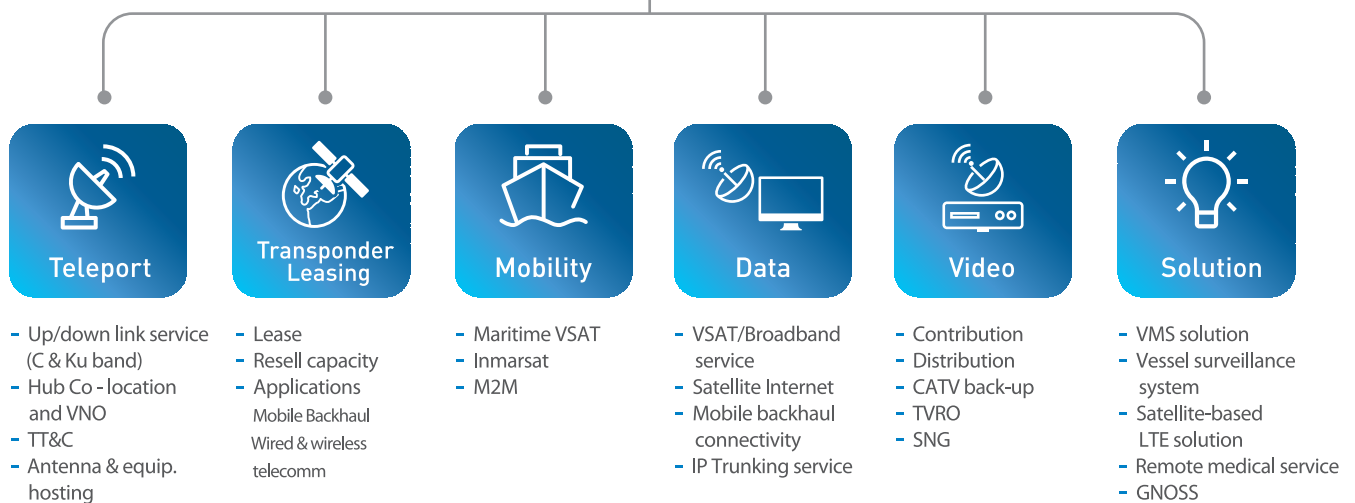 Teleport
- Up/down link service
(C & Ku band)
- Hub Co - location
and VNO
- TT&C
- Antenna & equip.
hosting
Transponder
Leasing
- Lease
- Resell capacity
- Applications
Mobile Backhaul
Wired & wireless
telecomm
Mobility
- Maritime VSAT
- Inmarsat
- M2M
Data
- VSAT/Broadband
service
- Satellite Internet
- Mobile backhaul
connectivity
- IP Trunking service
Video
- Contribution
- Distribution
- CATV back-up
- TVRO
- SNG
Solution
- VMS solution
- Vessel surveillance
system
- Satellite-based
LTE solution
- Remote medical service
- GNOSS